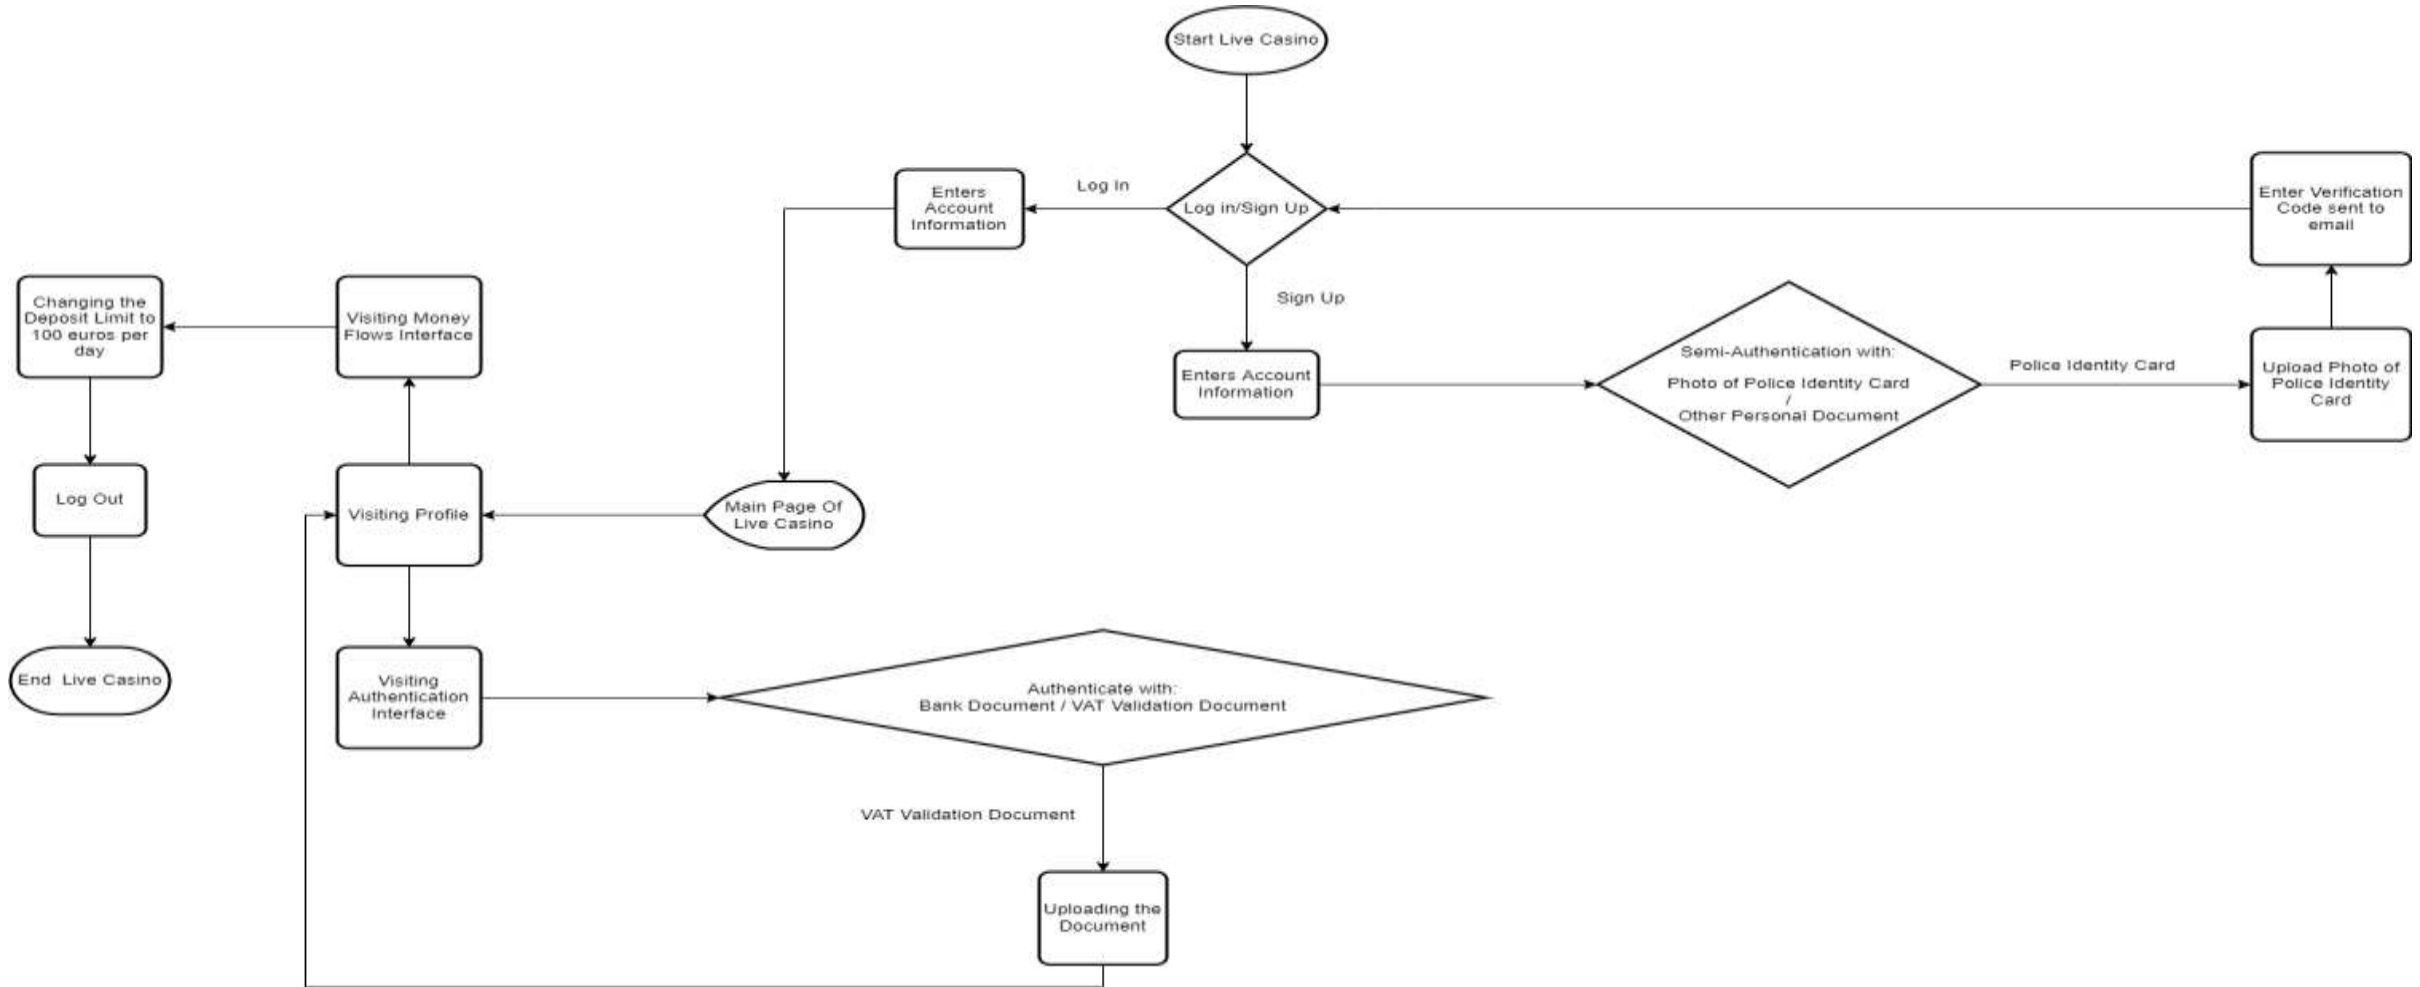 Start Live Casino
Log in/Sign Up
Log In
Enters
Account
Information
Sign Up
Enters Account
Information
Semi-Authentication with:
Photo of Police Identity Card
/
Other Personal Document
Police Identity Card
Upload Photo of
Police Identity
Card
Enter Verification
Code sent to
email
Main Page Of
Live Casino
Visiting Profile
Visiting Money
Flows Interface
Changing the
Deposit Limit to
100 euros per
day
Log Out
End  Live Casino
Visiting
Authentication
Interface
Authenticate with:
Bank Document / VAT Validation Document
VAT Validation Document
Uploading the
Document